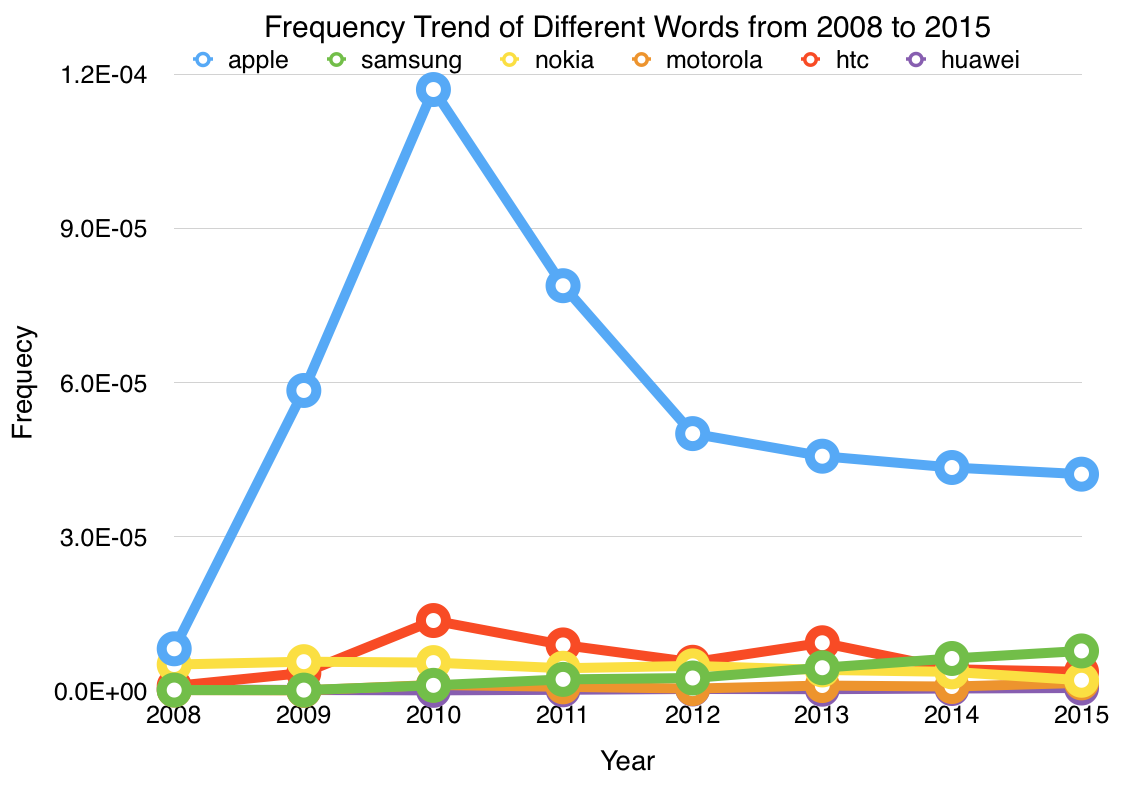 Frequency Trend of Different Words from 2008 to 2015
apple samsung nokia motorola htc huawei
1.2E-04
9.0E-05
6.0E-05
3.0E-05
0.0E+00
Frequecy
2008 2009 2010 2011 2012 2013 2014 2015
Year